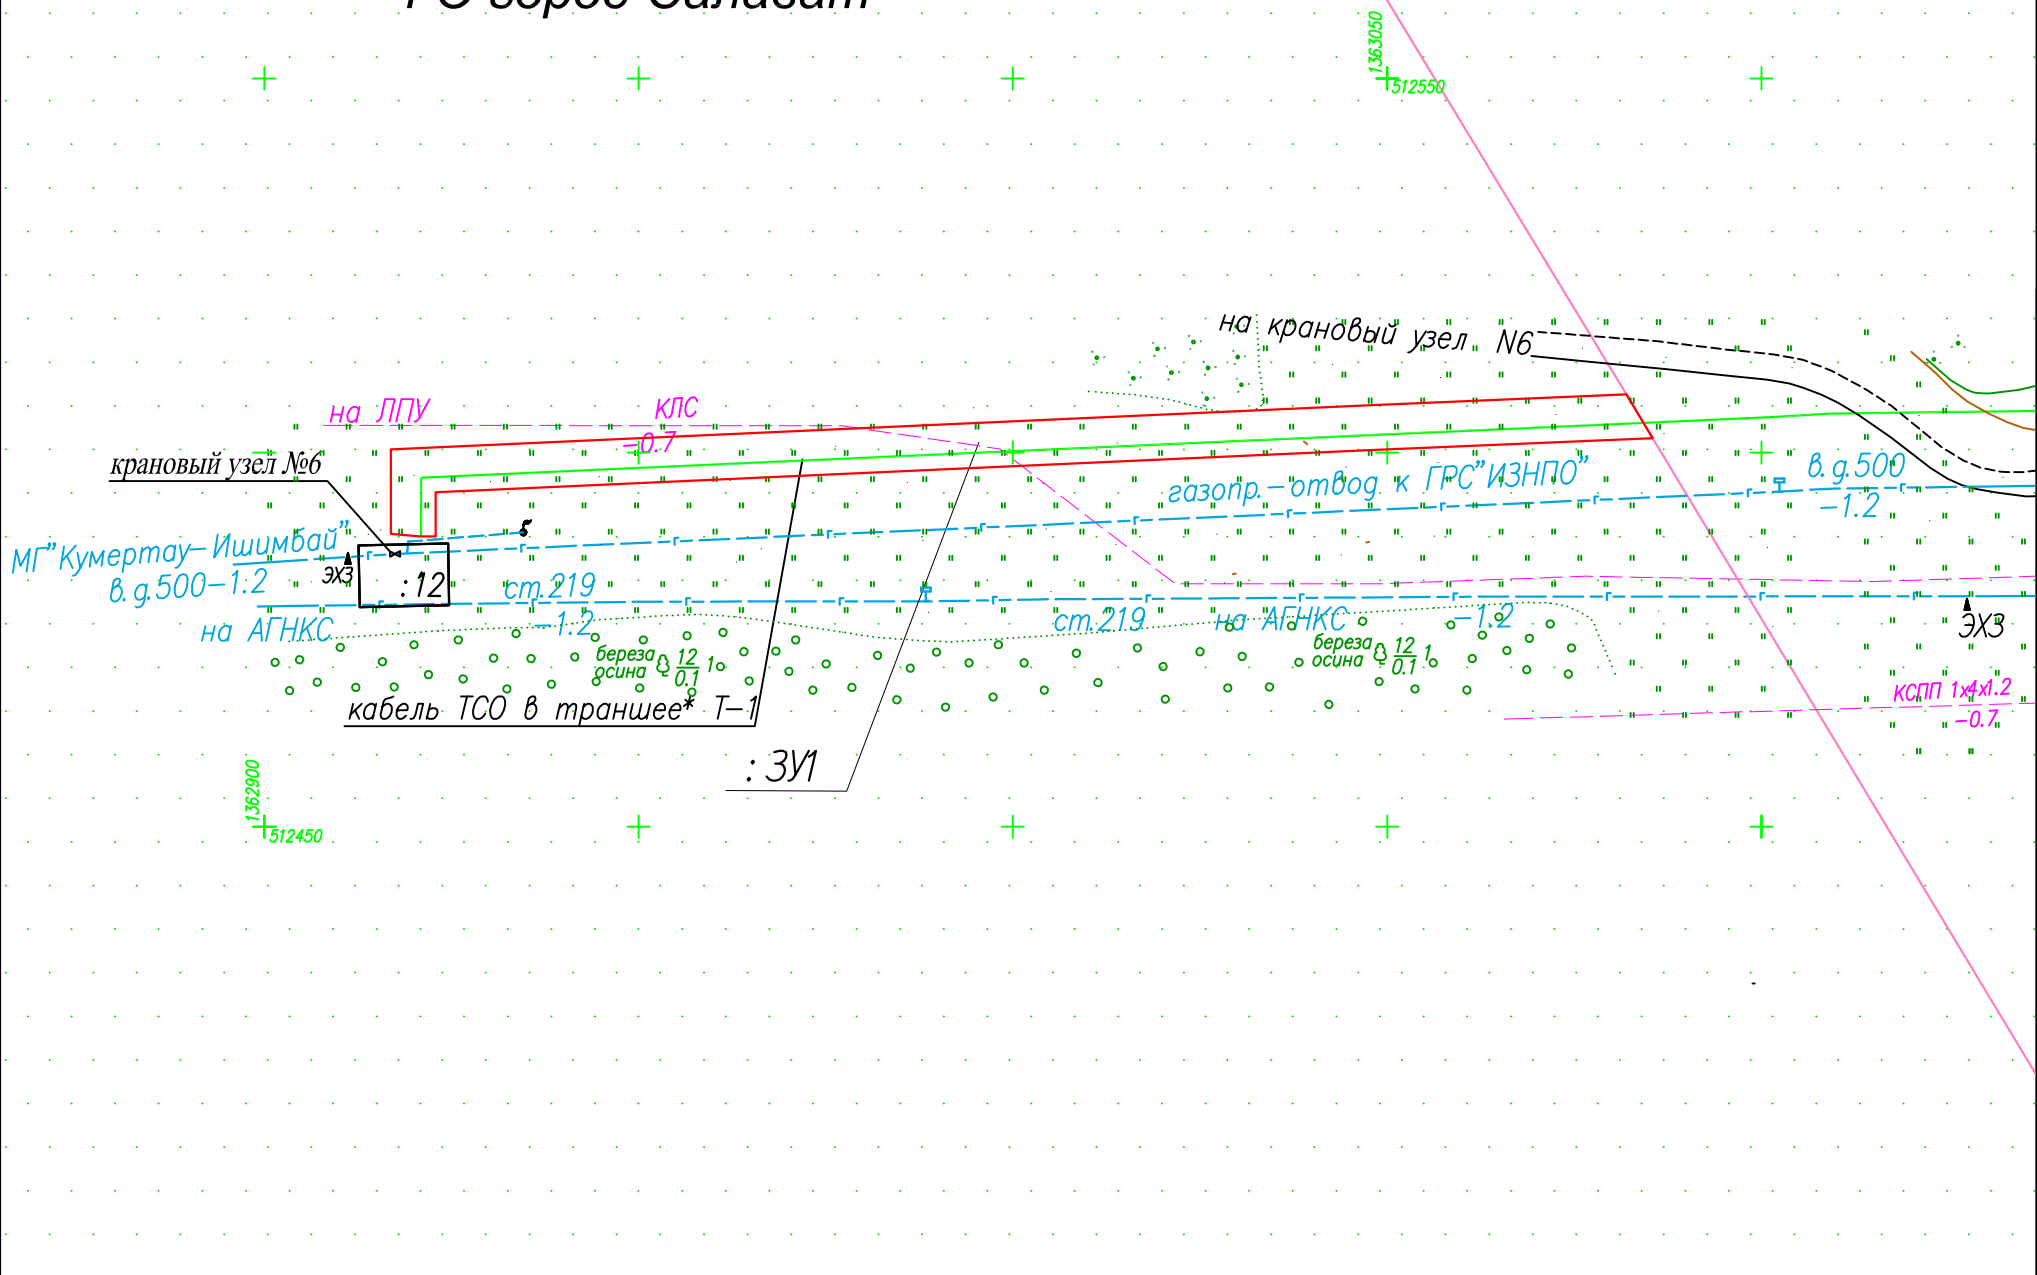 ГО город Салават
1363050
512550
на крановый узел N6
на ЛПУ
КЛС
-0.7
крановый узел №6
газопр.-отвод к ГРС"ИЗНПО"
в.д.500
-1.2
МГ"Кумертау-Ишимбай"
в.д.500-1.2
ЭХЗ
:12
ст.219
-1.2
на АГНКС
ст.219
на АГНКС
-1.2
ЭХЗ
береза
осина
12
0.1
1
береза
осина
12
0.1
1
КСПП 1х4х1.2
-0.7
кабель ТСО в траншее* Т-1
:ЗУ1
1362900
512450